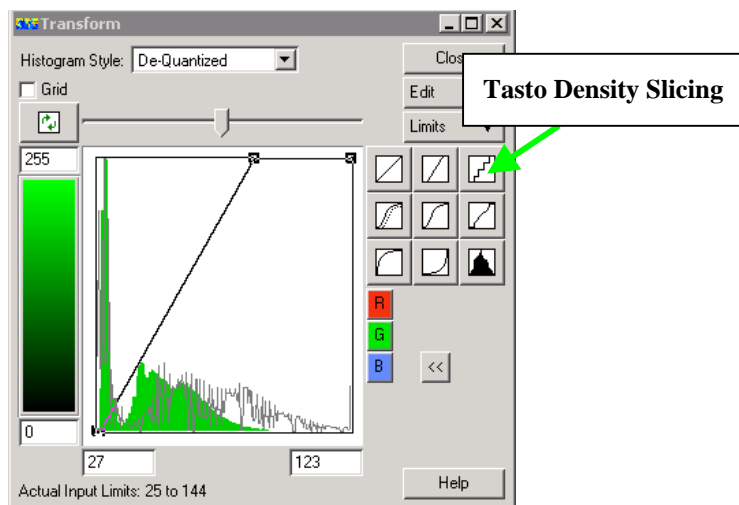 Transform
Histogram Style: De-Quantized
Grid
Edit
Limits
Tasto Density Slicing
255
R
G
B
<<
0
27
123
Actual Input Limits: 25 to 144
Help